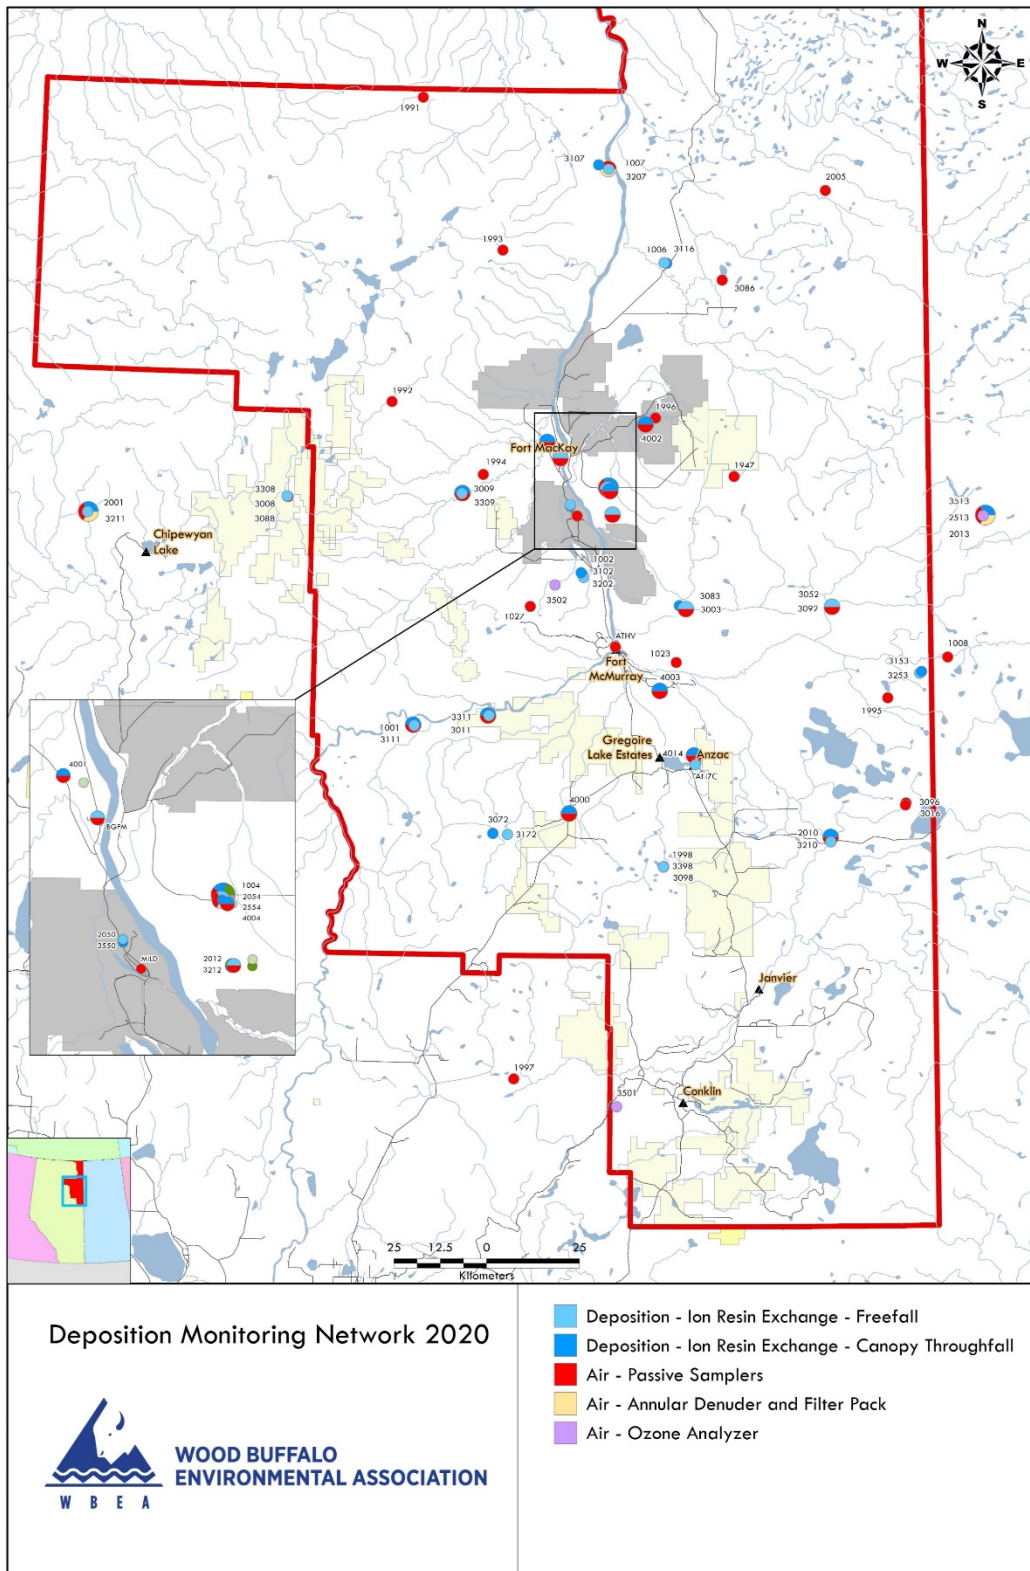 N
W E
S
1991
3107
1007
3207
2005
1993
1006
3116
3086
1992
1996
4002
Fort MacKay
1994
1947
3009
3309
3308
3008
3088
2001
3211
Chipewyan
Lake
3513
2513
2013
1002
3102
3202
3502
1027
3083
3003
3052
3092
ATHV
Fort
McMurray
1023
4003
1008
3153
3253
1995
1001
3111
3311
3011
Gregoire
Lake Estates
4014
Anzac
4000
3072
3172
3096
3016
2010
3210
1998
3398
3098
4001
BGFM
1004
2054
2554
4004
2050
3550
MILD
2012
3212
Janvier
1997
3501
Conklin
25 12.5 0 25
Kilometers
Deposition Monitoring Network 2020
WOOD BUFFALO
ENVIRONMENTAL ASSOCIATION
W B E A
Deposition - Ion Resin Exchange - Freefall
Deposition - Ion Resin Exchange - Canopy Throughfall
Air - Passive Samplers
Air - Annular Denuder and Filter Pack
Air - Ozone Analyzer